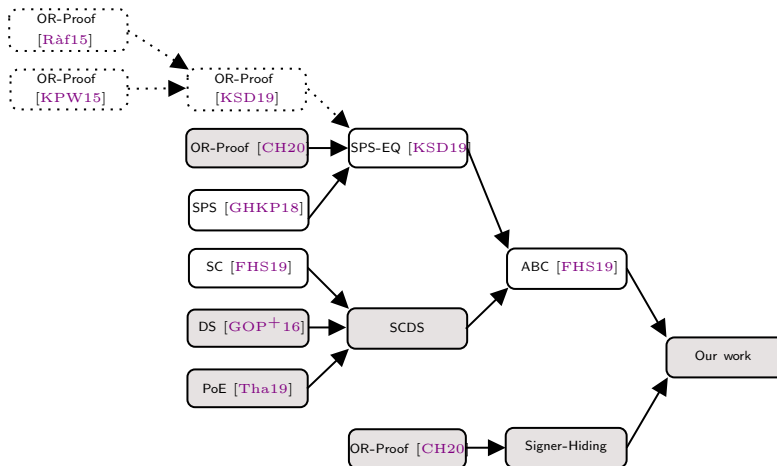 OR-Proof
[Ràf15]
OR-Proof
[KPW15]
OR-Proof
[KSD19]
OR-Proof [CH20]
SPS-EQ [KSD19]
SPS [GHKP18]
SC [FHS19]
ABC [FHS19]
DS [GOP+16]
SCDS
Our work
PoE [Tha19]
OR-Proof [CH20]
Signer-Hiding